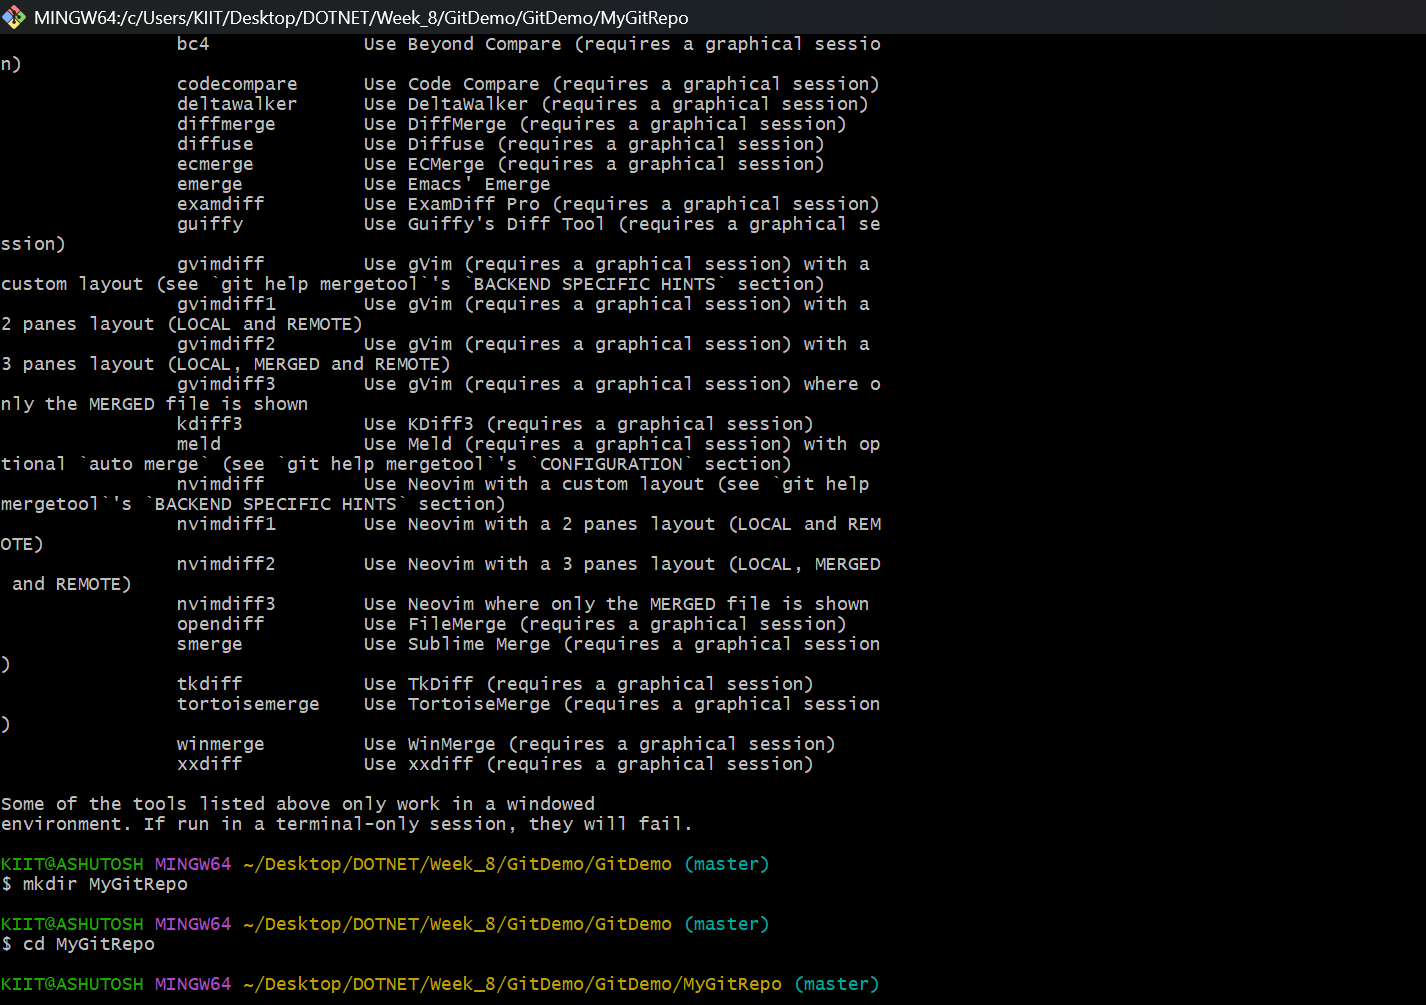 MINGW64:/c/Users/KIIT/Desktop/DOTNET/Week_8/GitDemo/GitDemo/MyGitRepo
bc4 Use Beyond Compare (requires a graphical sessio
n)
codecompare Use Code Compare (requires a graphical session)
deltawalker Use DeltaWalker (requires a graphical session)
diffmerge Use DiffMerge (requires a graphical session)
diffuse Use Diffuse (requires a graphical session)
ecmerge Use ECMerge (requires a graphical session)
emerge Use Emacs' Emerge
examdiff Use ExamDiff Pro (requires a graphical session)
guiffy Use Guiffy's Diff Tool (requires a graphical se
ssion)
gvimdiff Use gVim (requires a graphical session) with a
custom layout (see `git help mergetool`'s `BACKEND SPECIFIC HINTS` section)
gvimdiff1 Use gVim (requires a graphical session) with a
2 panes layout (LOCAL and REMOTE)
gvimdiff2 Use gVim (requires a graphical session) with a
3 panes layout (LOCAL, MERGED and REMOTE)
gvimdiff3 Use gVim (requires a graphical session) where o
nly the MERGED file is shown
kdiff3 Use KDiff3 (requires a graphical session)
meld Use Meld (requires a graphical session) with op
tional `auto merge` (see `git help mergetool`'s `CONFIGURATION` section)
nvimdiff Use Neovim with a custom layout (see `git help
mergetool`'s `BACKEND SPECIFIC HINTS` section)
nvimdiff1 Use Neovim with a 2 panes layout (LOCAL and REM
OTE)
nvimdiff2 Use Neovim with a 3 panes layout (LOCAL, MERGED
and REMOTE)
nvimdiff3 Use Neovim where only the MERGED file is shown
opendiff Use FileMerge (requires a graphical session)
smerge Use Sublime Merge (requires a graphical session
)
tkdiff Use TkDiff (requires a graphical session)
tortoisemerge Use TortoiseMerge (requires a graphical session
)
winmerge Use WinMerge (requires a graphical session)
xxdiff Use xxdiff (requires a graphical session)
Some of the tools listed above only work in a windowed
environment. If run in a terminal-only session, they will fail.
KIIT@ASHUTOSH MINGW64 ~/Desktop/DOTNET/Week_8/GitDemo/GitDemo (master)
$ mkdir MyGitRepo
KIIT@ASHUTOSH MINGW64 ~/Desktop/DOTNET/Week_8/GitDemo/GitDemo (master)
$ cd MyGitRepo
KIIT@ASHUTOSH MINGW64 ~/Desktop/DOTNET/Week_8/GitDemo/GitDemo/MyGitRepo (master)